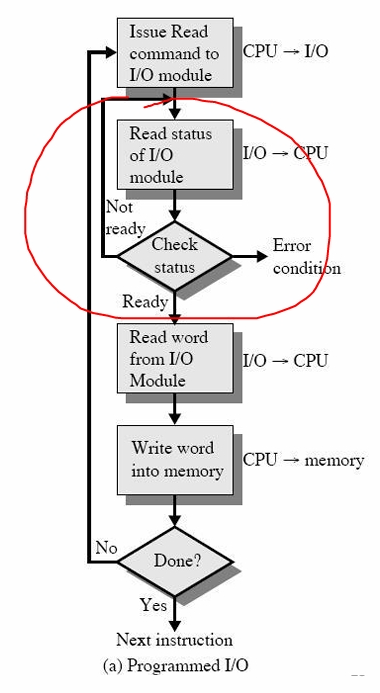 Issue Read
command to
I/O module
CPU → I/O
Read status
of I/O
module
I/O → CPU
Not
ready
Check
status
Error
condition
Ready
Read word
from I/O
Module
I/O → CPU
Write word
into memory
CPU → memory
No
Done?
Yes
Next instruction
(a) Programmed I/O